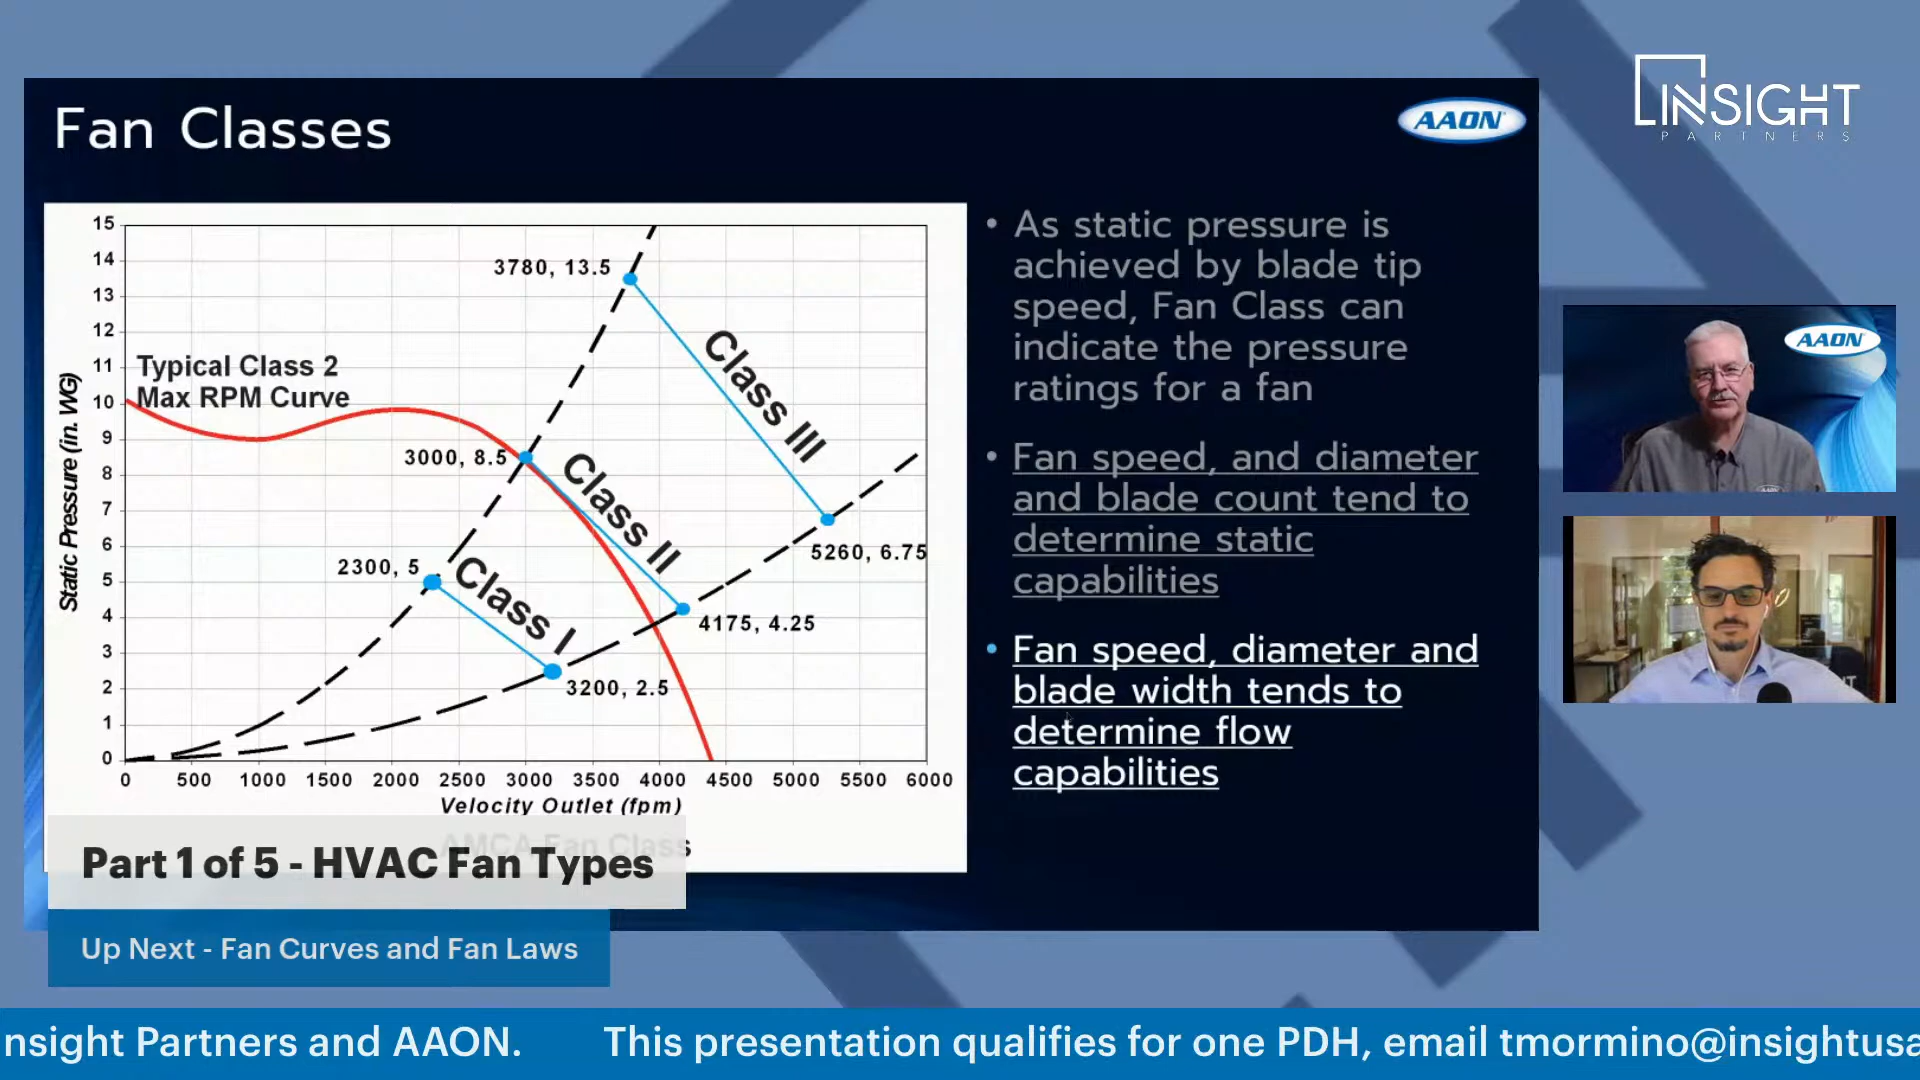 Fan Classes
AAON
INSIGHT
PARTNERS
15
14
13
12
11
10
9
8
7
6
5
4
3
2
1
0
Static Pressure (in. WG)
3780, 13.5
Typical Class 2
Max RPM Curve
Class III
3000, 8.5
Class II
5260, 6.75
2300, 5
Class I
4175, 4.25
3200, 2.5
0 500 1000 1500 2000 2500 3000 3500 4000 4500 5000 5500 6000
Velocity Outlet (fpm)
AMCA Fan Class
• As static pressure is
achieved by blade tip
speed, Fan Class can
indicate the pressure
ratings for a fan
• Fan speed, and diameter
and blade count tend to
determine static
capabilities
• Fan speed, diameter and
blade width tends to
determine flow
capabilities
AAON
Part 1 of 5 - HVAC Fan Types
Up Next - Fan Curves and Fan Laws
nsight Partners and AAON. This presentation qualifies for one PDH, email tmormino@insightusa